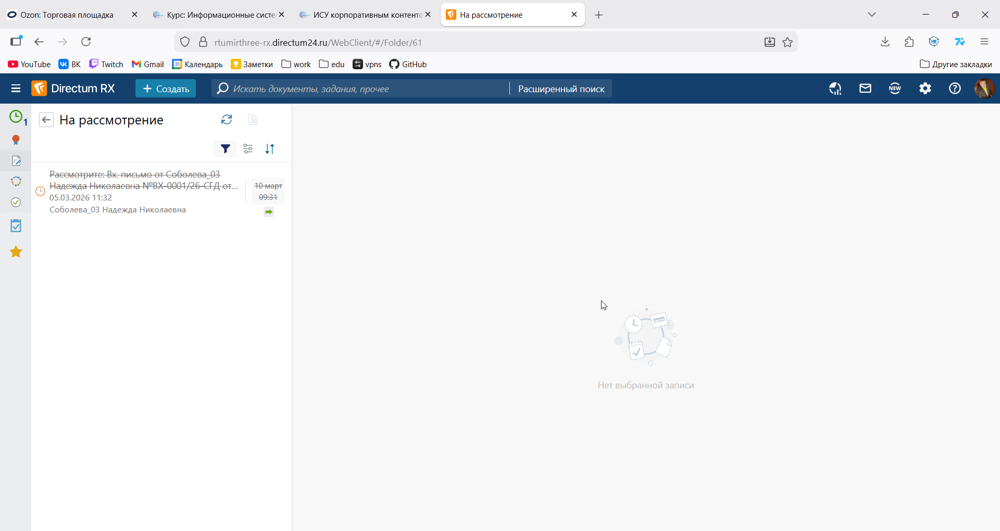 Ozon: Торговая площадка
Курс: Информационные систе
ИСУ корпоративным контенто
На рассмотрение
rtumirthree-rx.directum24.ru/WebClient/#/Folder/61
YouTube
ВК
Twitch
Gmail
31
Календарь
Заметки
work
edu
vpns
GitHub
Другие закладки
Directum RX
Создать
Искать документы, задания, прочее
Расширенный поиск
NEW
1
На рассмотрение
Рассмотрите: Вх. письмо от Соболева_03
Надежда Николаевна №ВХ-0001/26-СГД от...
05.03.2026 11:32
Соболева_03 Надежда Николаевна
10 март
09:31
Нет выбранной записи